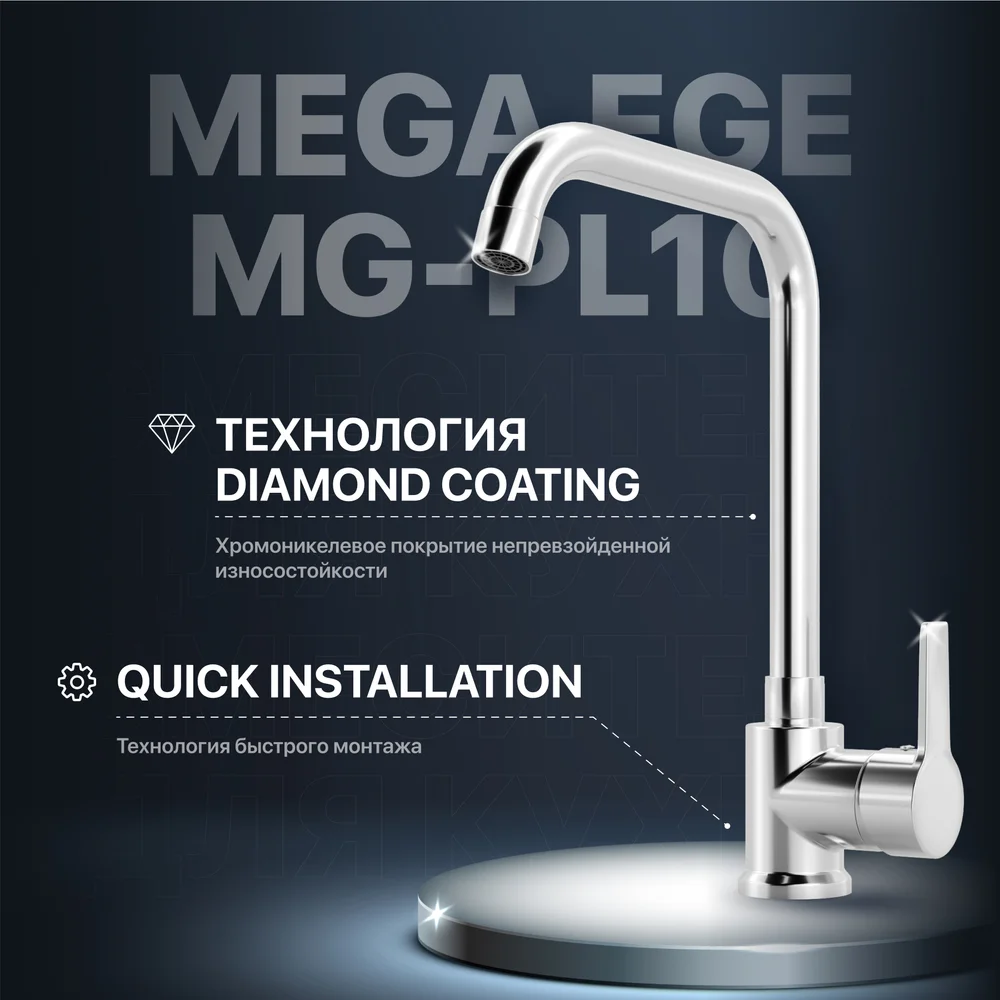 MEGA EGE
MG-PL10
ТЕХНОЛОГИЯ
DIAMOND COATING
Хромоникелевое покрытие непревзойденной
износостойкости
QUICK INSTALLATION
Технология быстрого монтажа